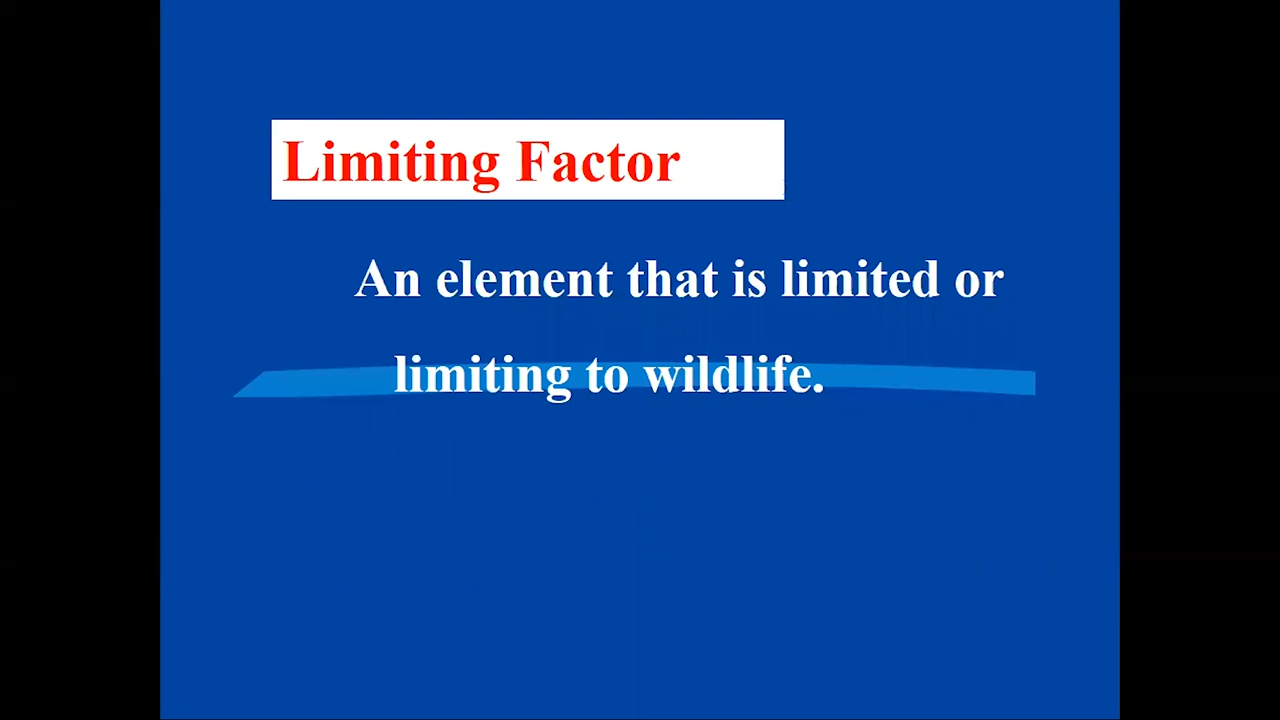 Limiting Factor
An element that is limited or
limiting to wildlife.